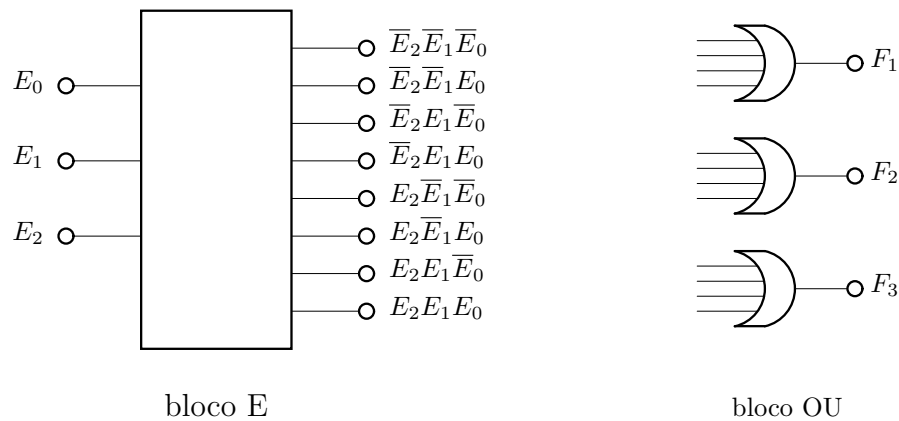 E̅₂E̅₁E̅₀
E₀
E̅₂E̅₁E₀
E̅₂E₁E̅₀
E₁
E̅₂E₁E₀
E₂E̅₁E̅₀
E₂
E₂E̅₁E₀
E₂E₁E̅₀
E₂E₁E₀
bloco E
F₁
F₂
F₃
bloco OU